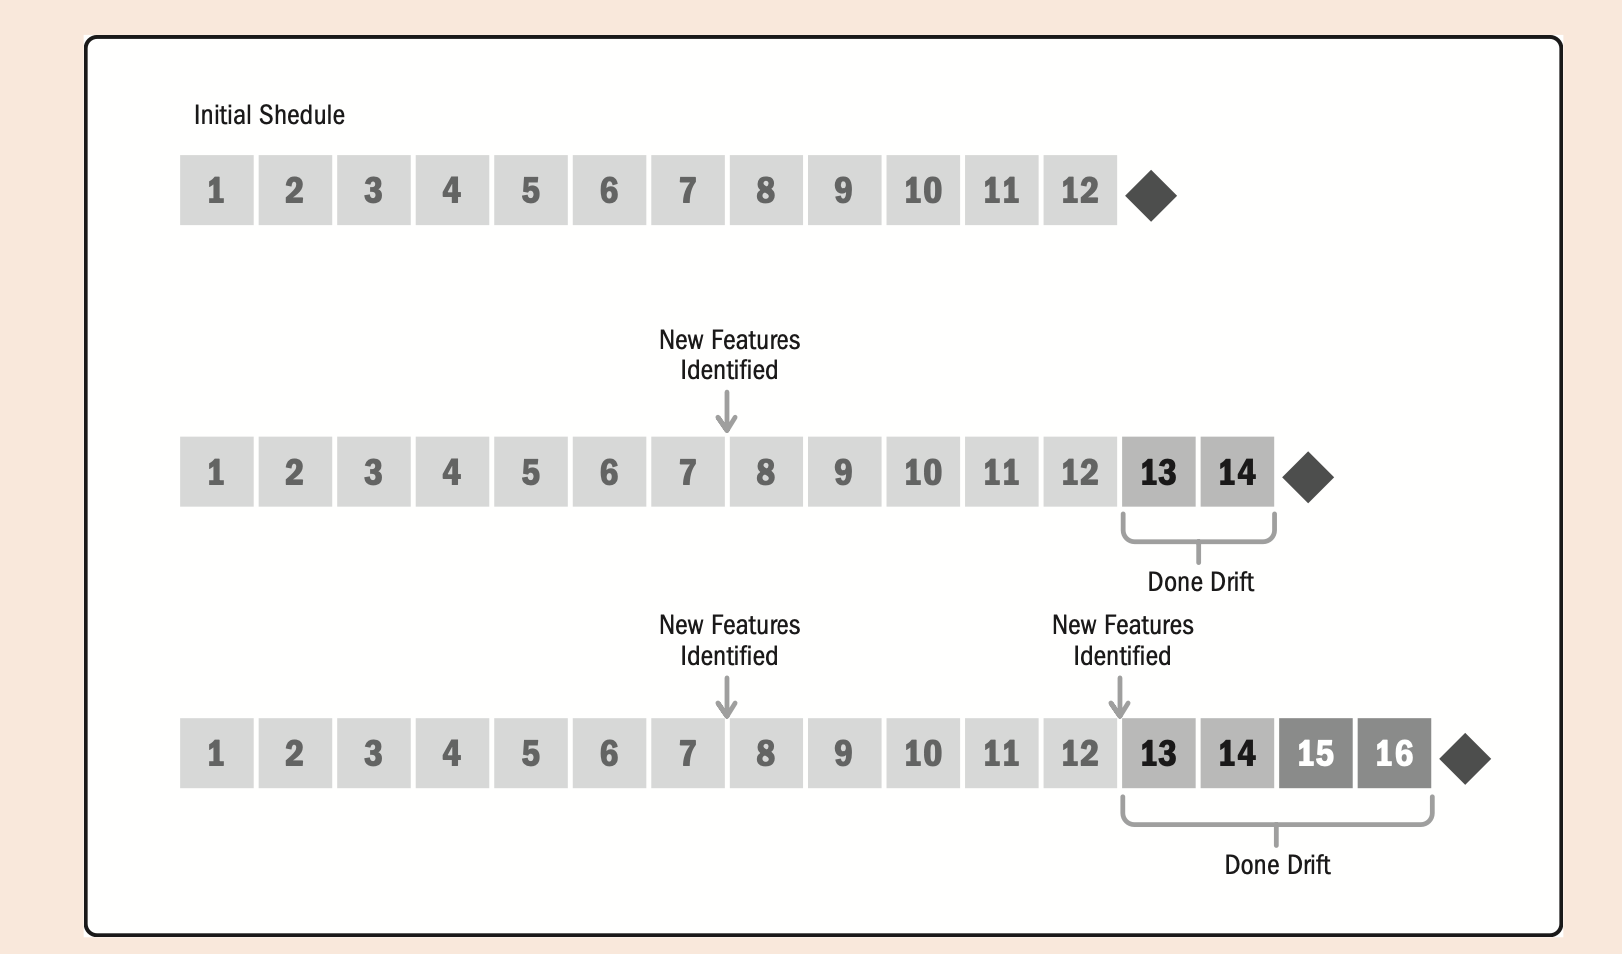 Initial Shedule
1 2 3 4 5 6 7 8 9 10 11 12
New Features
Identified
1 2 3 4 5 6 7 8 9 10 11 12 13 14
Done Drift
New Features
Identified
New Features
Identified
1 2 3 4 5 6 7 8 9 10 11 12 13 14 15 16
Done Drift